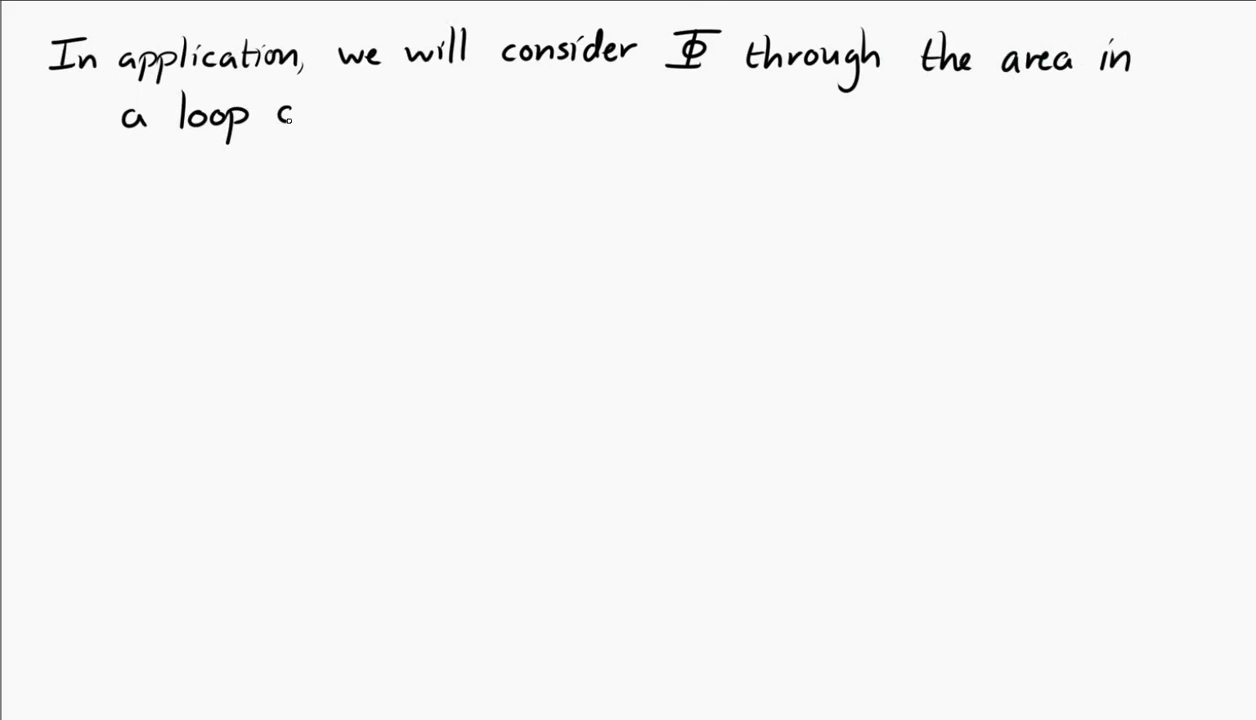 In application, we will consider Φ through the area in
a loop